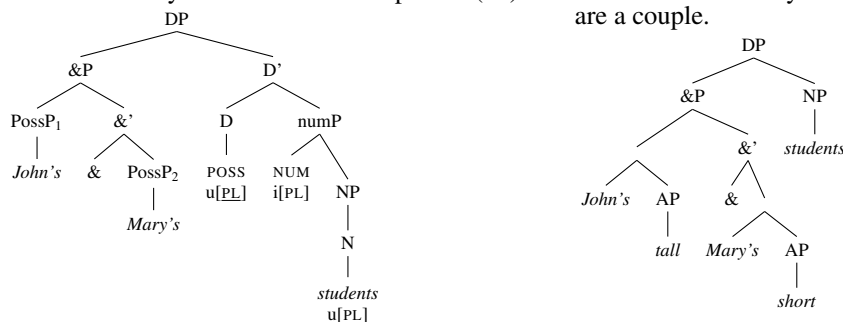 DP
&P D’
PossP₁ &’ D numP
John's & PossP₂ POSS NUM NP
u[PL] i[PL]
Mary's N
students
u[PL]
are a couple.
DP
&P NP
&’ students
John's AP &
tall Mary's AP
short